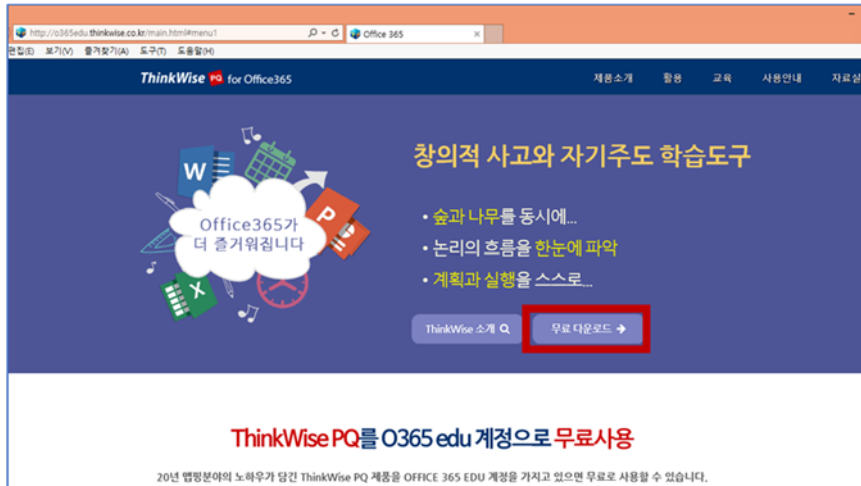 http://o365edu.thinkwise.co.kr/main.html#menu1
Office 365
편집(E) 보기(V) 즐겨찾기(A) 도구(T) 도움말(H)
ThinkWise PQ for Office365
제품소개 활용 교육 사용안내 자료실
창의적 사고와 자기주도 학습도구
W
P
X
Office365가
더 즐거워집니다
• 숲과 나무를 동시에...
• 논리의 흐름을 한눈에 파악
• 계획과 실행을 스스로...
ThinkWise 소개
무료 다운로드 →
ThinkWise PQ를 O365 edu 계정으로 무료사용
20년 맵핑분야의 노하우가 담긴 ThinkWise PQ 제품을 OFFICE 365 EDU 계정을 가지고 있으면 무료로 사용할 수 있습니다.